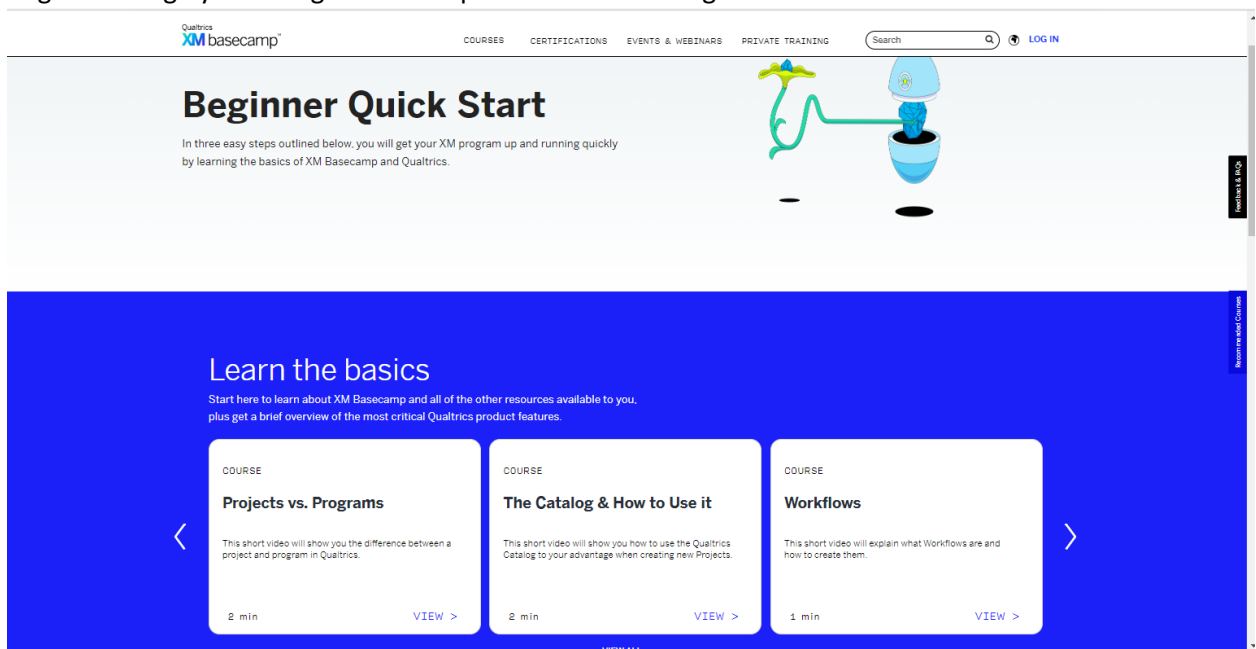 Qualtrics
XM basecamp™
COURSES CERTIFICATIONS EVENTS & WEBINARS PRIVATE TRAINING Search LOG IN
Beginner Quick Start
In three easy steps outlined below, you will get your XM program up and running quickly
by learning the basics of XM Basecamp and Qualtrics.
Feedback & FAQs
Recommended Courses
Learn the basics
Start here to learn about XM Basecamp and all of the other resources available to you,
plus get a brief overview of the most critical Qualtrics product features.
COURSE
Projects vs. Programs
This short video will show you the difference between a
project and program in Qualtrics.
2 min VIEW >
COURSE
The Catalog & How to Use it
This short video will show you how to use the Qualtrics
Catalog to your advantage when creating new Projects.
2 min VIEW >
COURSE
Workflows
This short video will explain what Workflows are and
how to create them.
1 min VIEW >
VIEW ALL